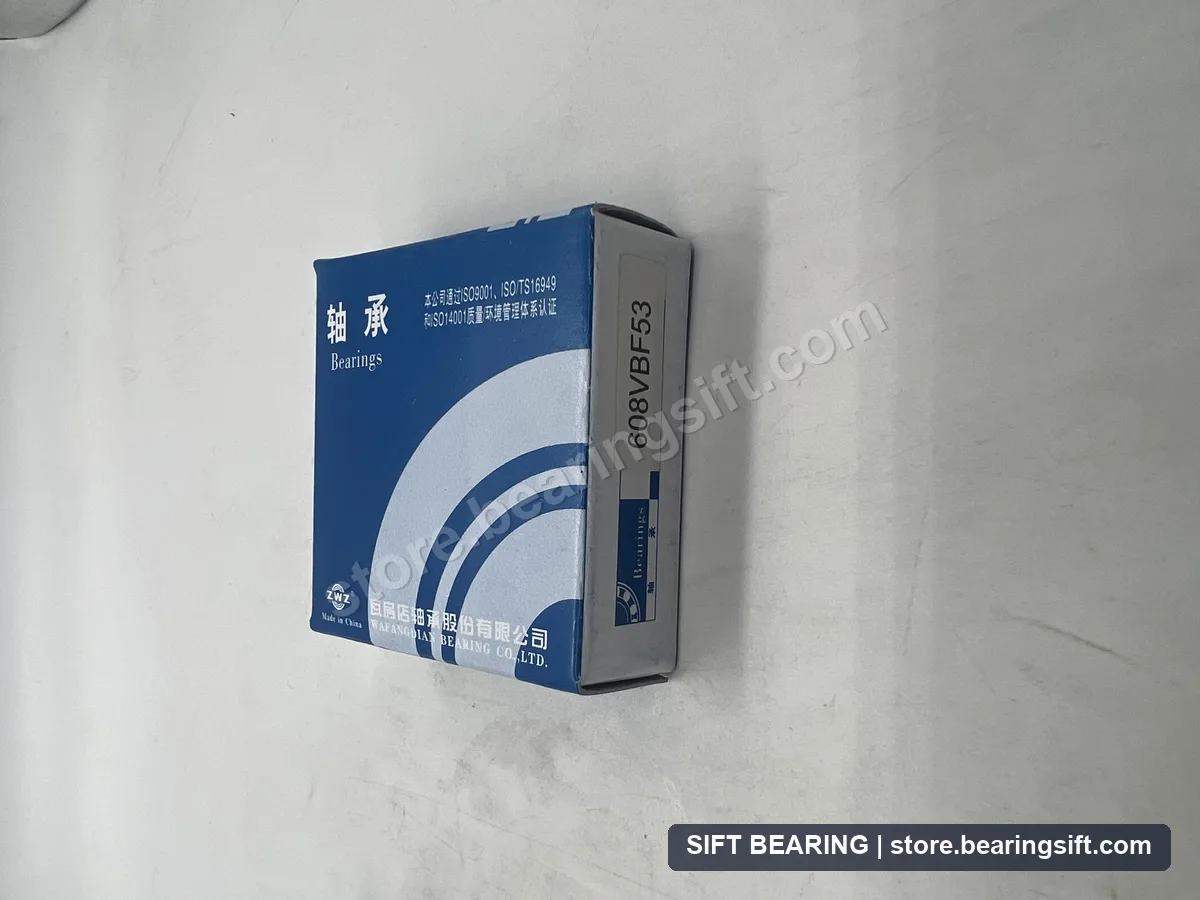 轴承
Bearings
本公司通过ISO9001、ISO/TS16949
和ISO14001质量/环境管理体系认证
ZWZ
Made in China
瓦房店轴承股份有限公司
WAFANGDIAN BEARING CO.,LTD.
608VBF53
Bearings
轴承
store.bearingsift.com
SIFT BEARING | store.bearingsift.com